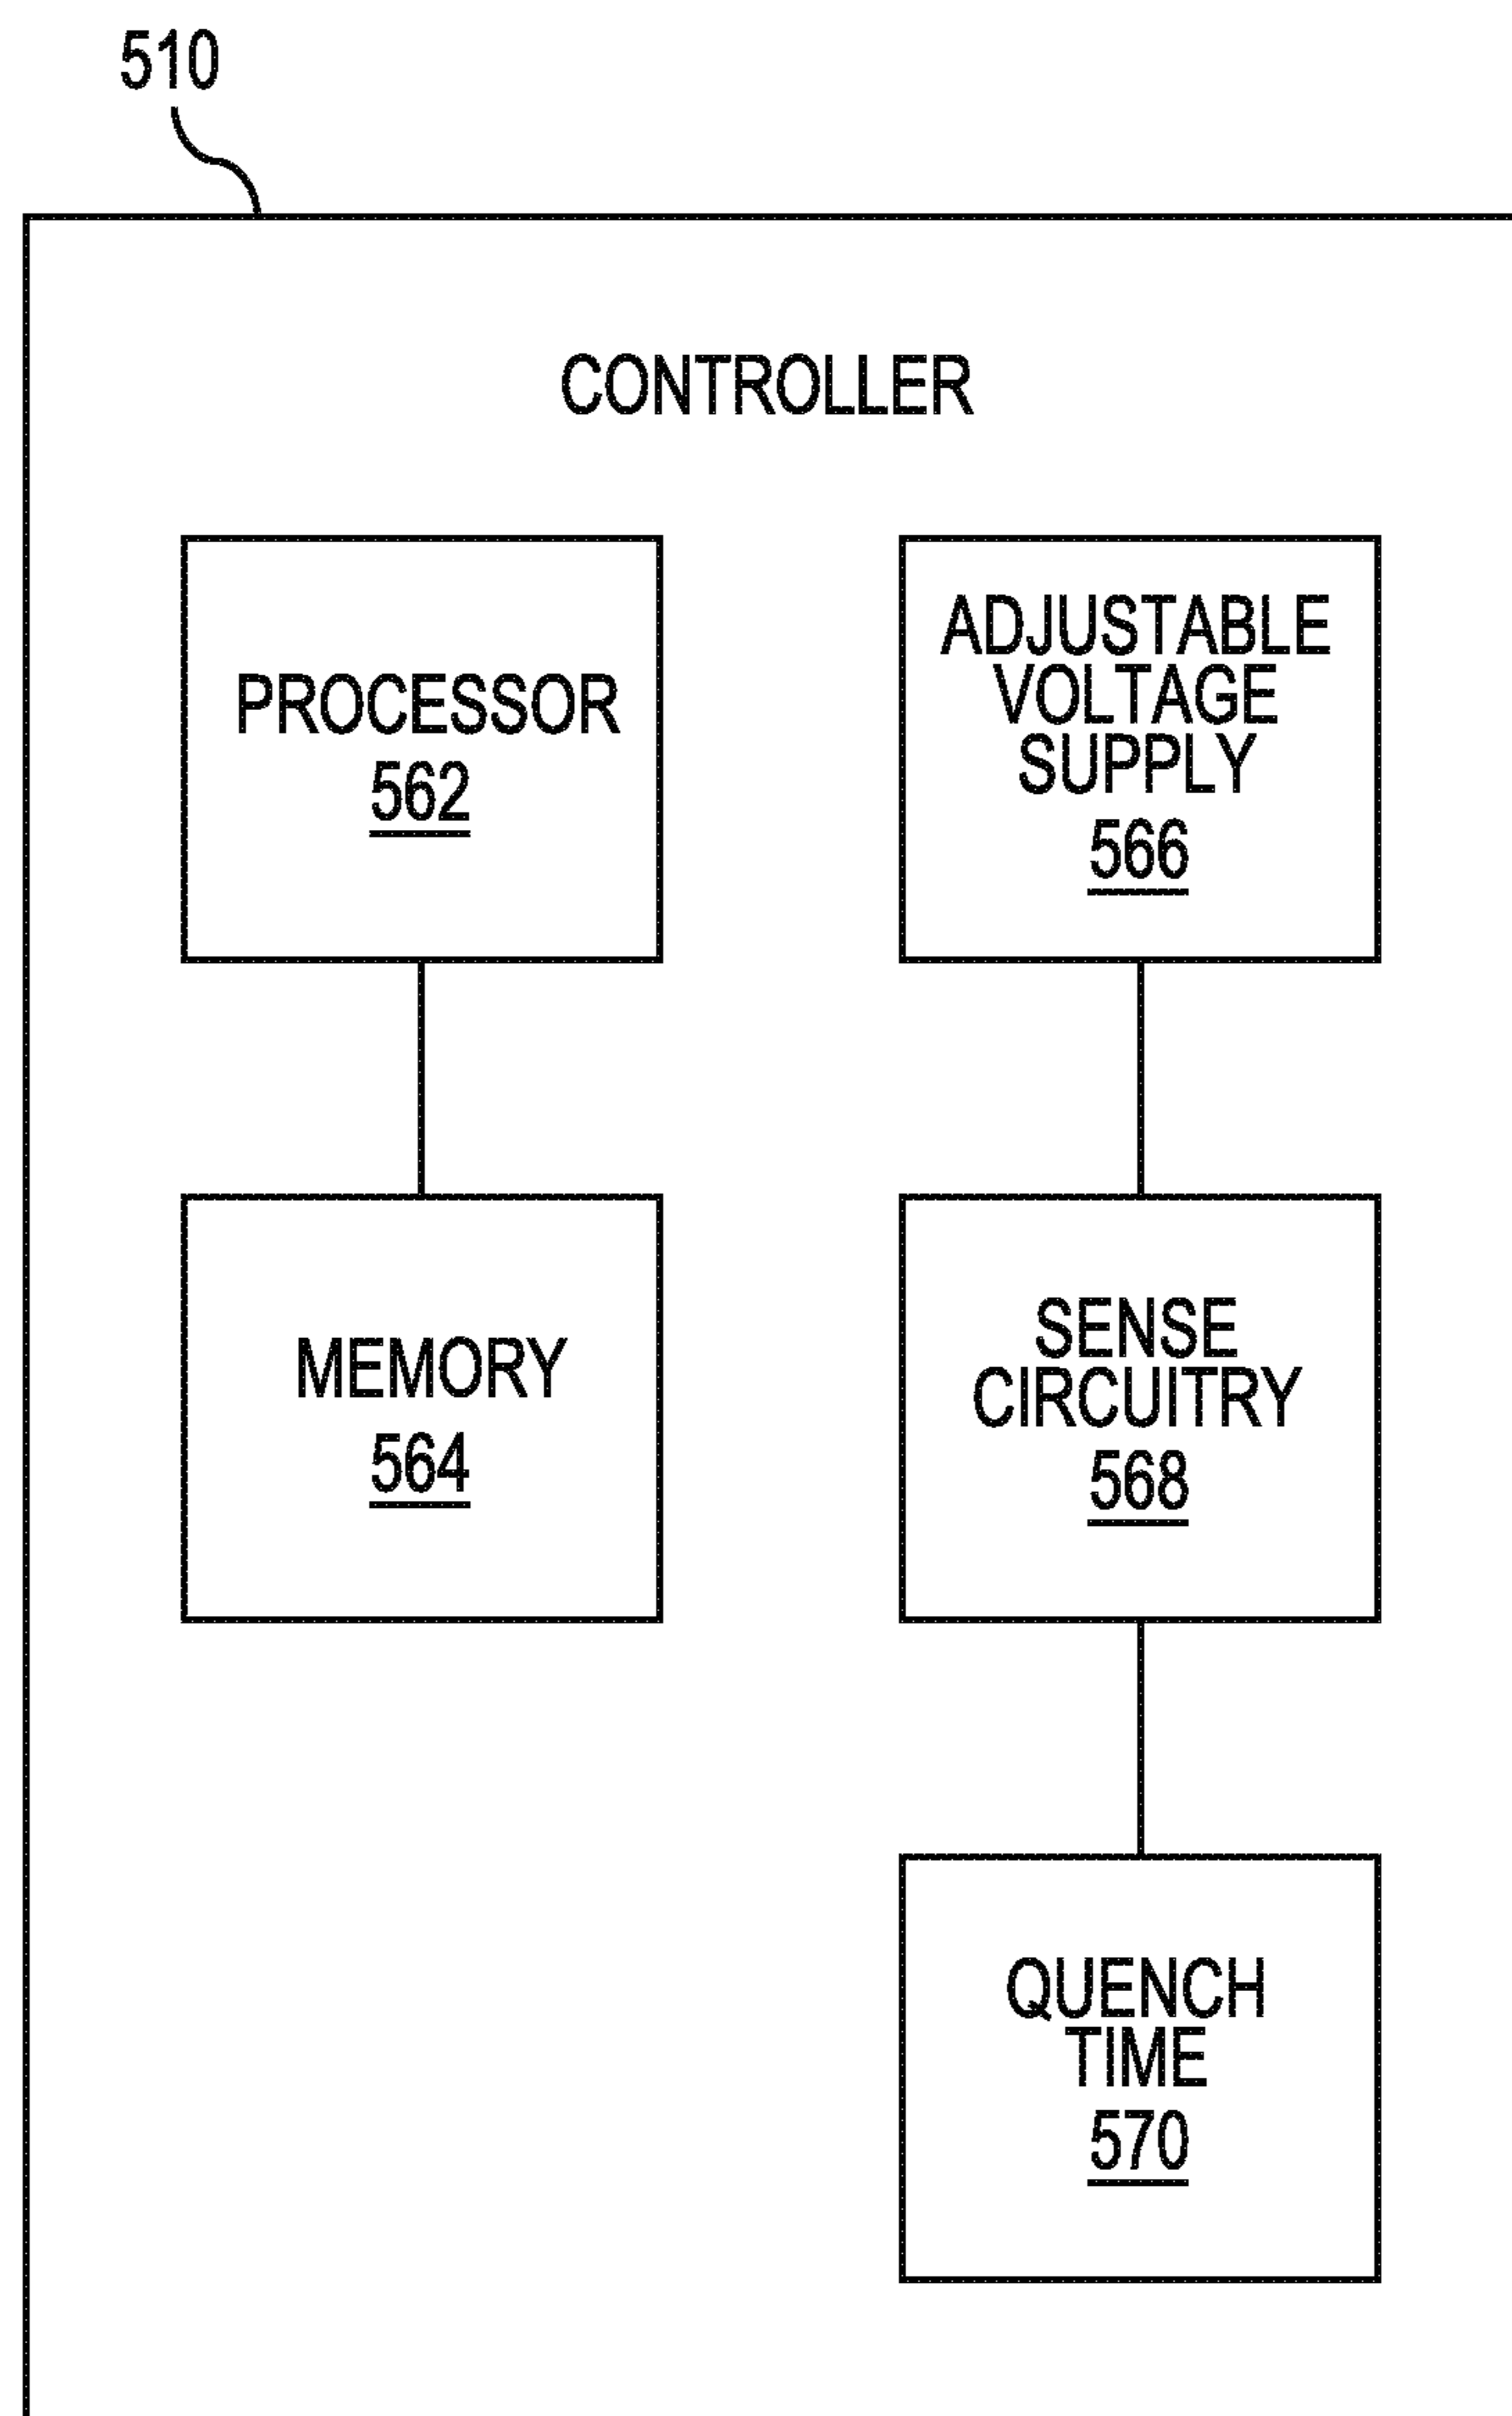 510
CONTROLLER
PROCESSOR
562
ADJUSTABLE
VOLTAGE
SUPPLY
566
MEMORY
564
SENSE
CIRCUITRY
568
QUENCH
TIME
570